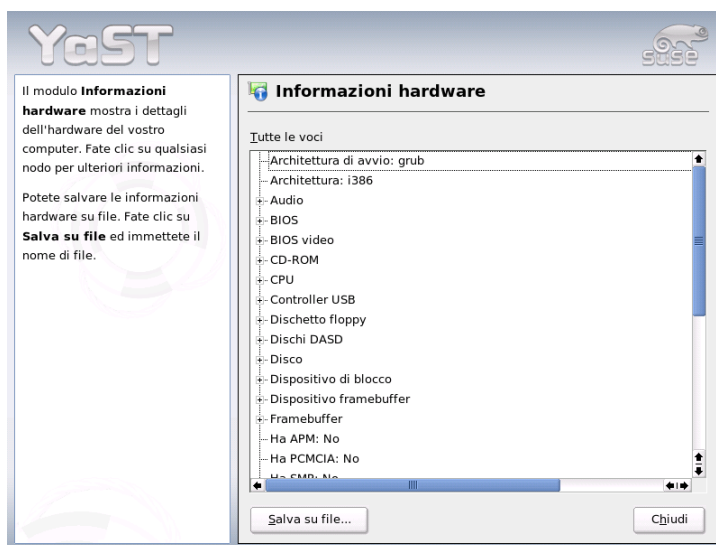 YaST
SUSE
Il modulo Informazioni
hardware mostra i dettagli
dell'hardware del vostro
computer. Fate clic su qualsiasi
nodo per ulteriori informazioni.
Potete salvare le informazioni
hardware su file. Fate clic su
Salva su file ed immettete il
nome di file.
Informazioni hardware
Tutte le voci
Architettura di avvio: grub
Architettura: i386
Audio
BIOS
BIOS video
CD-ROM
CPU
Controller USB
Dischetto floppy
Dischi DASD
Disco
Dispositivo di blocco
Dispositivo framebuffer
Framebuffer
Ha APM: No
Ha PCMCIA: No
Ha SMP: No
Salva su file...
Chiudi